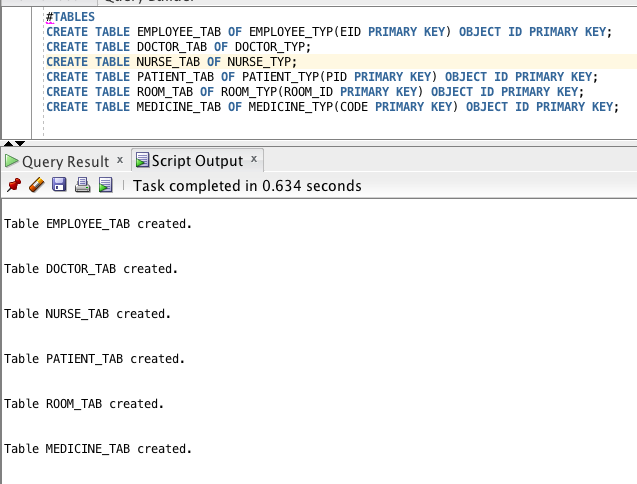 Query Builder
#TABLES
CREATE TABLE EMPLOYEE_TAB OF EMPLOYEE_TYP(EID PRIMARY KEY) OBJECT ID PRIMARY KEY;
CREATE TABLE DOCTOR_TAB OF DOCTOR_TYP;
CREATE TABLE NURSE_TAB OF NURSE_TYP;
CREATE TABLE PATIENT_TAB OF PATIENT_TYP(PID PRIMARY KEY) OBJECT ID PRIMARY KEY;
CREATE TABLE ROOM_TAB OF ROOM_TYP(ROOM_ID PRIMARY KEY) OBJECT ID PRIMARY KEY;
CREATE TABLE MEDICINE_TAB OF MEDICINE_TYP(CODE PRIMARY KEY) OBJECT ID PRIMARY KEY;
Query Result x Script Output x
Task completed in 0.634 seconds
Table EMPLOYEE_TAB created.
Table DOCTOR_TAB created.
Table NURSE_TAB created.
Table PATIENT_TAB created.
Table ROOM_TAB created.
Table MEDICINE_TAB created.